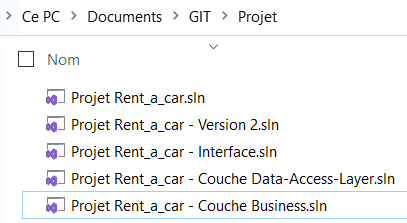 Ce PC > Documents > GIT > Projet
Nom
Projet Rent_a_car.sln
Projet Rent_a_car - Version 2.sln
Projet Rent_a_car - Interface.sln
Projet Rent_a_car - Couche Data-Access-Layer.sln
Projet Rent_a_car - Couche Business.sln